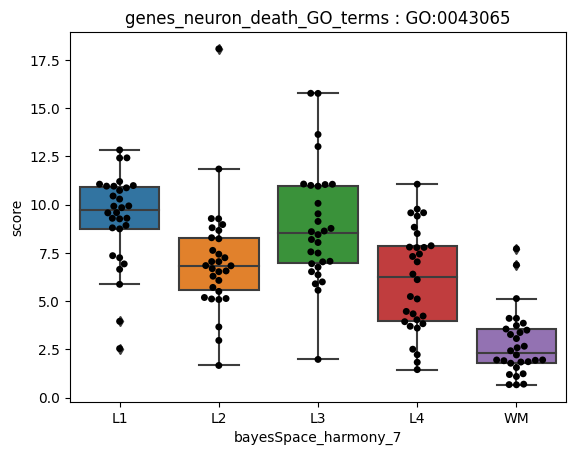 genes_neuron_death_GO_terms : GO:0043065
score
17.5
15.0
12.5
10.0
7.5
5.0
2.5
0.0
L1 L2 L3 L4 WM
bayesSpace_harmony_7